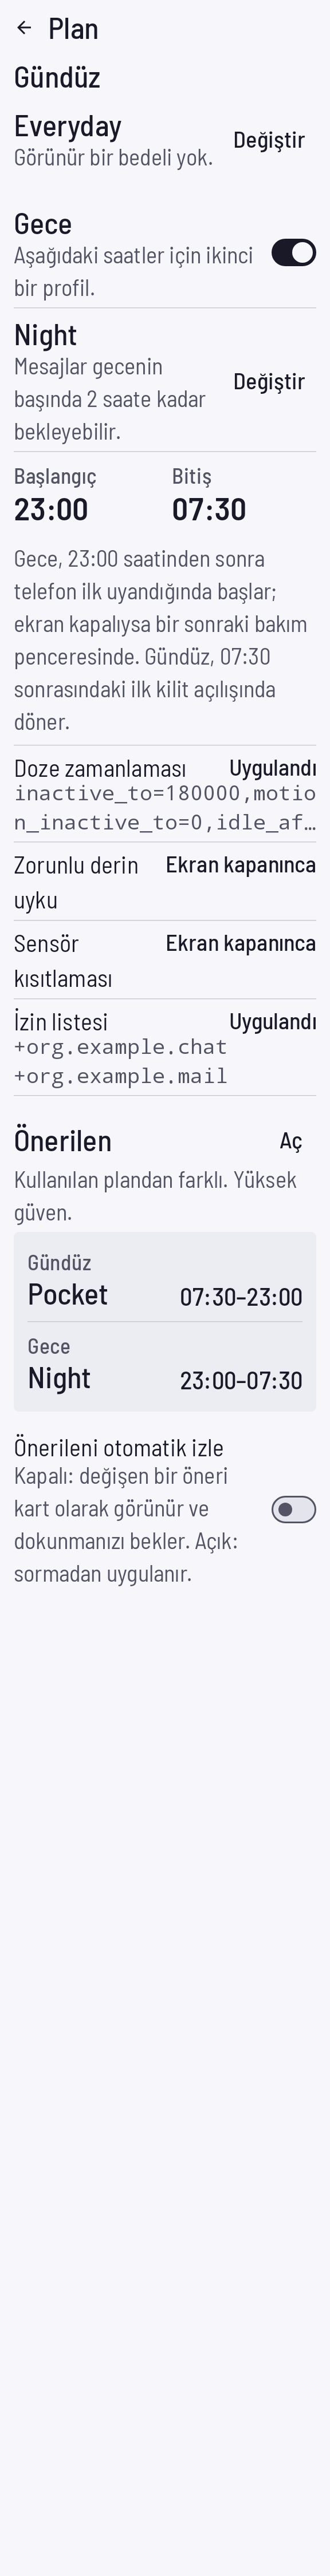 Plan
Gündüz
Everyday
Değiştir
Görünür bir bedeli yok.
Gece
Aşağıdaki saatler için ikinci
bir profil.
Night
Mesajlar gecenin
başında 2 saate kadar
bekleyebilir.
Değiştir
Başlangıç
Bitiş
23:00
07:30
Gece, 23:00 saatinden sonra
telefon ilk uyandığında başlar;
ekran kapalıysa bir sonraki bakım
penceresinde. Gündüz, 07:30
sonrasındaki ilk kilit açılışında
döner.
Doze zamanlaması
Uygulandı
inactive_to=180000,motio
n_inactive_to=0,idle_af…
Zorunlu derin
uyku
Ekran kapanınca
Sensör
kısıtlaması
Ekran kapanınca
İzin listesi
Uygulandı
+org.example.chat
+org.example.mail
Önerilen
Aç
Kullanılan plandan farklı. Yüksek
güven.
Gündüz
Pocket
07:30–23:00
Gece
Night
23:00–07:30
Önerileni otomatik izle
Kapalı: değişen bir öneri
kart olarak görünür ve
dokunmanızı bekler. Açık:
sormadan uygulanır.